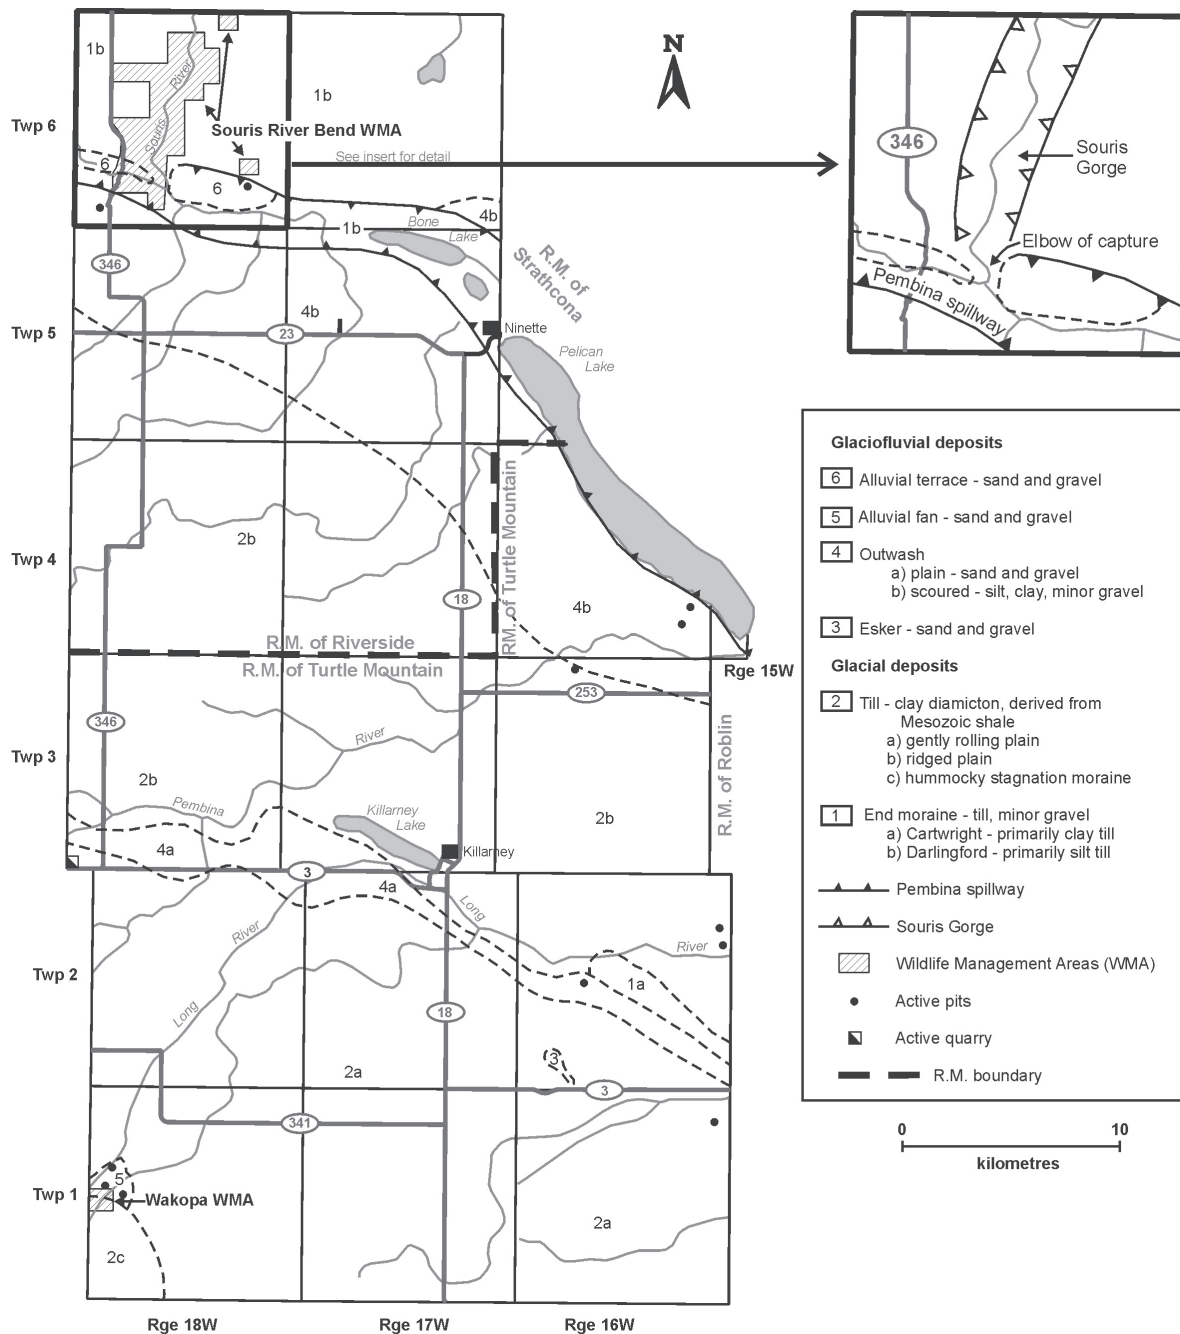 1b
River
Souris
1b
Twp 6
Souris River Bend WMA
See insert for detail
6
6
4b
1b
Bone
Lake
346
R.M. of
Strathcona
4b
Twp 5
23
Ninette
Pelican
Lake
RM. of Turtle Mountain
2b
Twp 4
18
4b
R.M. of Riverside
R.M. of Turtle Mountain
Rge 15W
253
346
River
R.M. of Roblin
Twp 3
2b
Pembina
Killarney
Lake
2b
4a
Killarney
3
4a
Long
River
River
Twp 2
1a
Long
18
3
2a
3
341
5
Twp 1
Wakopa WMA
2a
2c
Rge 18W
Rge 17W
Rge 16W
N
346
Souris
Gorge
Elbow of capture
Pembina spillway
Glaciofluvial deposits
6 Alluvial terrace - sand and gravel
5 Alluvial fan - sand and gravel
4 Outwash
a) plain - sand and gravel
b) scoured - silt, clay, minor gravel
3 Esker - sand and gravel
Glacial deposits
2 Till - clay diamicton, derived from
Mesozoic shale
a) gently rolling plain
b) ridged plain
c) hummocky stagnation moraine
1 End moraine - till, minor gravel
a) Cartwright - primarily clay till
b) Darlingford - primarily silt till
Pembina spillway
Souris Gorge
Wildlife Management Areas (WMA)
Active pits
Active quarry
R.M. boundary
0 10
kilometres